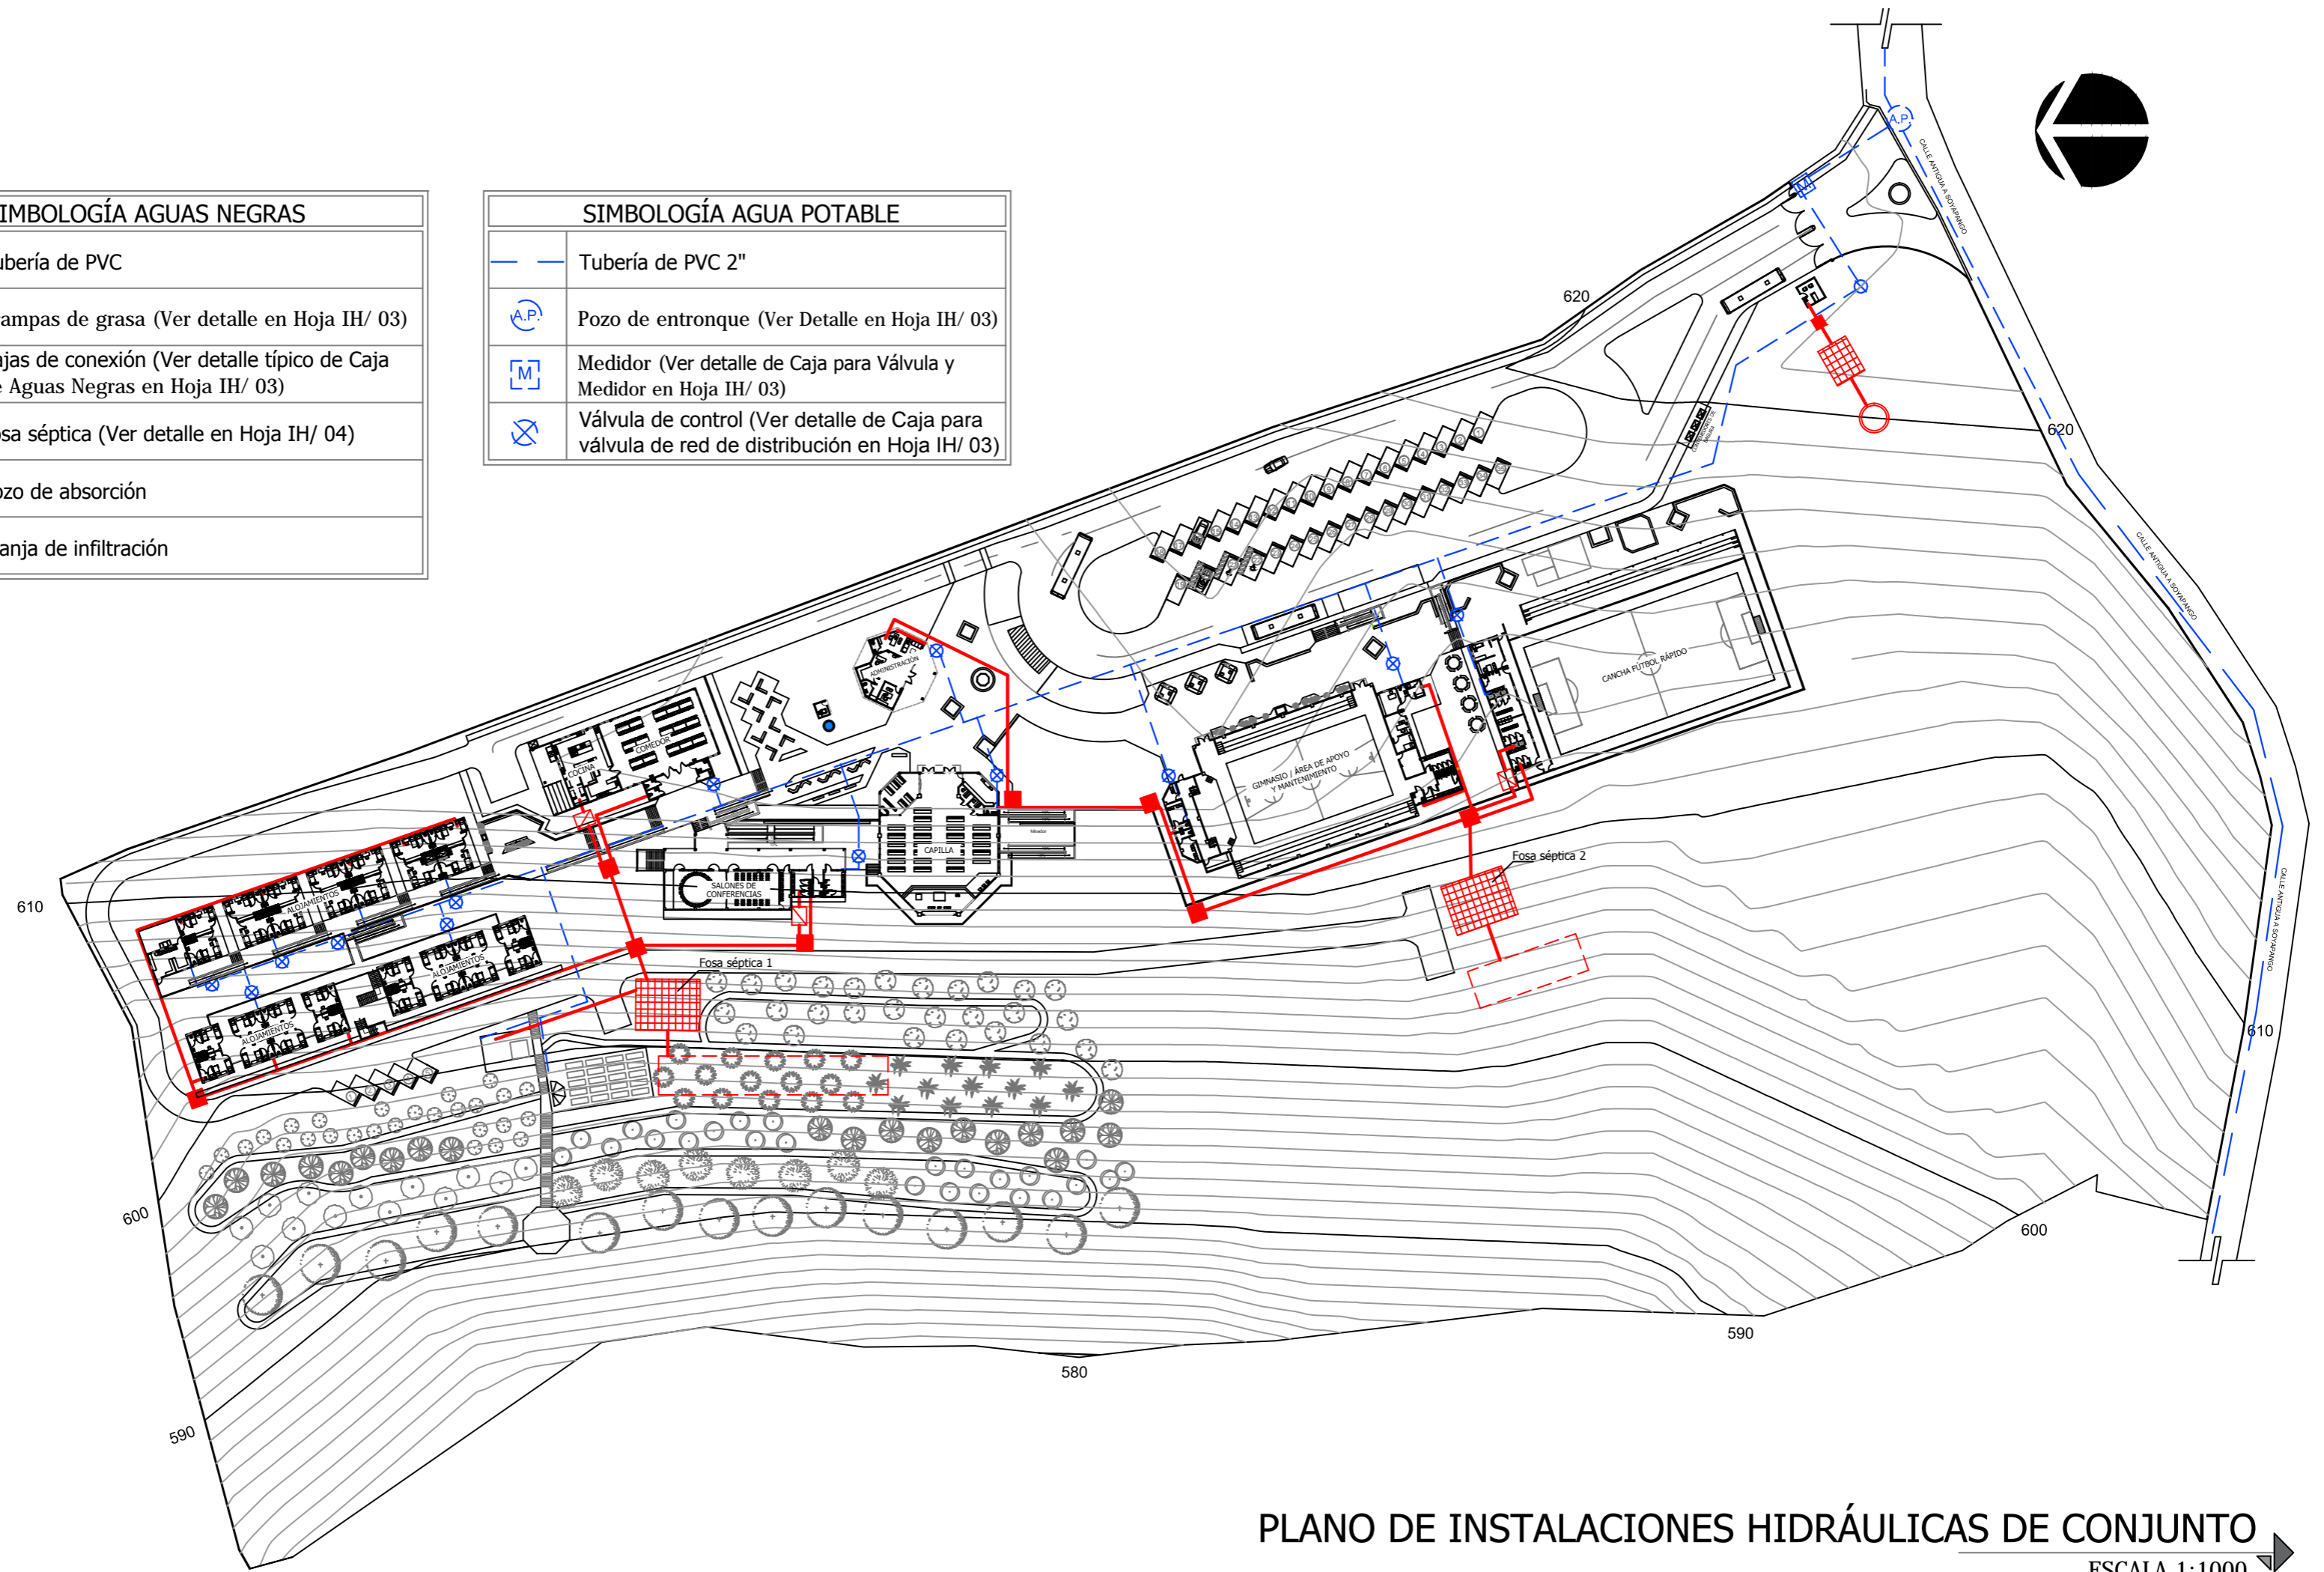 IMBOLOGÍA AGUAS NEGRAS
ubería de PVC
ampas de grasa (Ver detalle en Hoja IH/ 03)
ajas de conexión (Ver detalle típico de Caja
e Aguas Negras en Hoja IH/ 03)
osa séptica (Ver detalle en Hoja IH/ 04)
ozo de absorción
anja de infiltración
SIMBOLOGÍA AGUA POTABLE
Tubería de PVC 2"
A.P. Pozo de entronque (Ver Detalle en Hoja IH/ 03)
M Medidor (Ver detalle de Caja para Válvula y
Medidor en Hoja IH/ 03)
Válvula de control (Ver detalle de Caja para
válvula de red de distribución en Hoja IH/ 03)
A.P.
M
CALLE ANTIGUA A SOYAPANGO
620
620
CALLE ANTIGUA A SOYAPANGO
ADMINISTRACIÓN
CANCHA FÚTBOL RÁPIDO
COMEDOR
COCINA
GIMNASIO / ÁREA DE APOYO
Y MANTENIMIENTO
Mirador
CAPILLA
Fosa séptica 2
SALONES DE
CONFERENCIAS
ALOJAMIENTOS
610
CALLE ANTIGUA A SOYAPANGO
ALOJAMIENTOS
Fosa séptica 1
ALOJAMIENTOS
610
600
600
590
580
590
PLANO DE INSTALACIONES HIDRÁULICAS DE CONJUNTO
ESCALA 1:1000